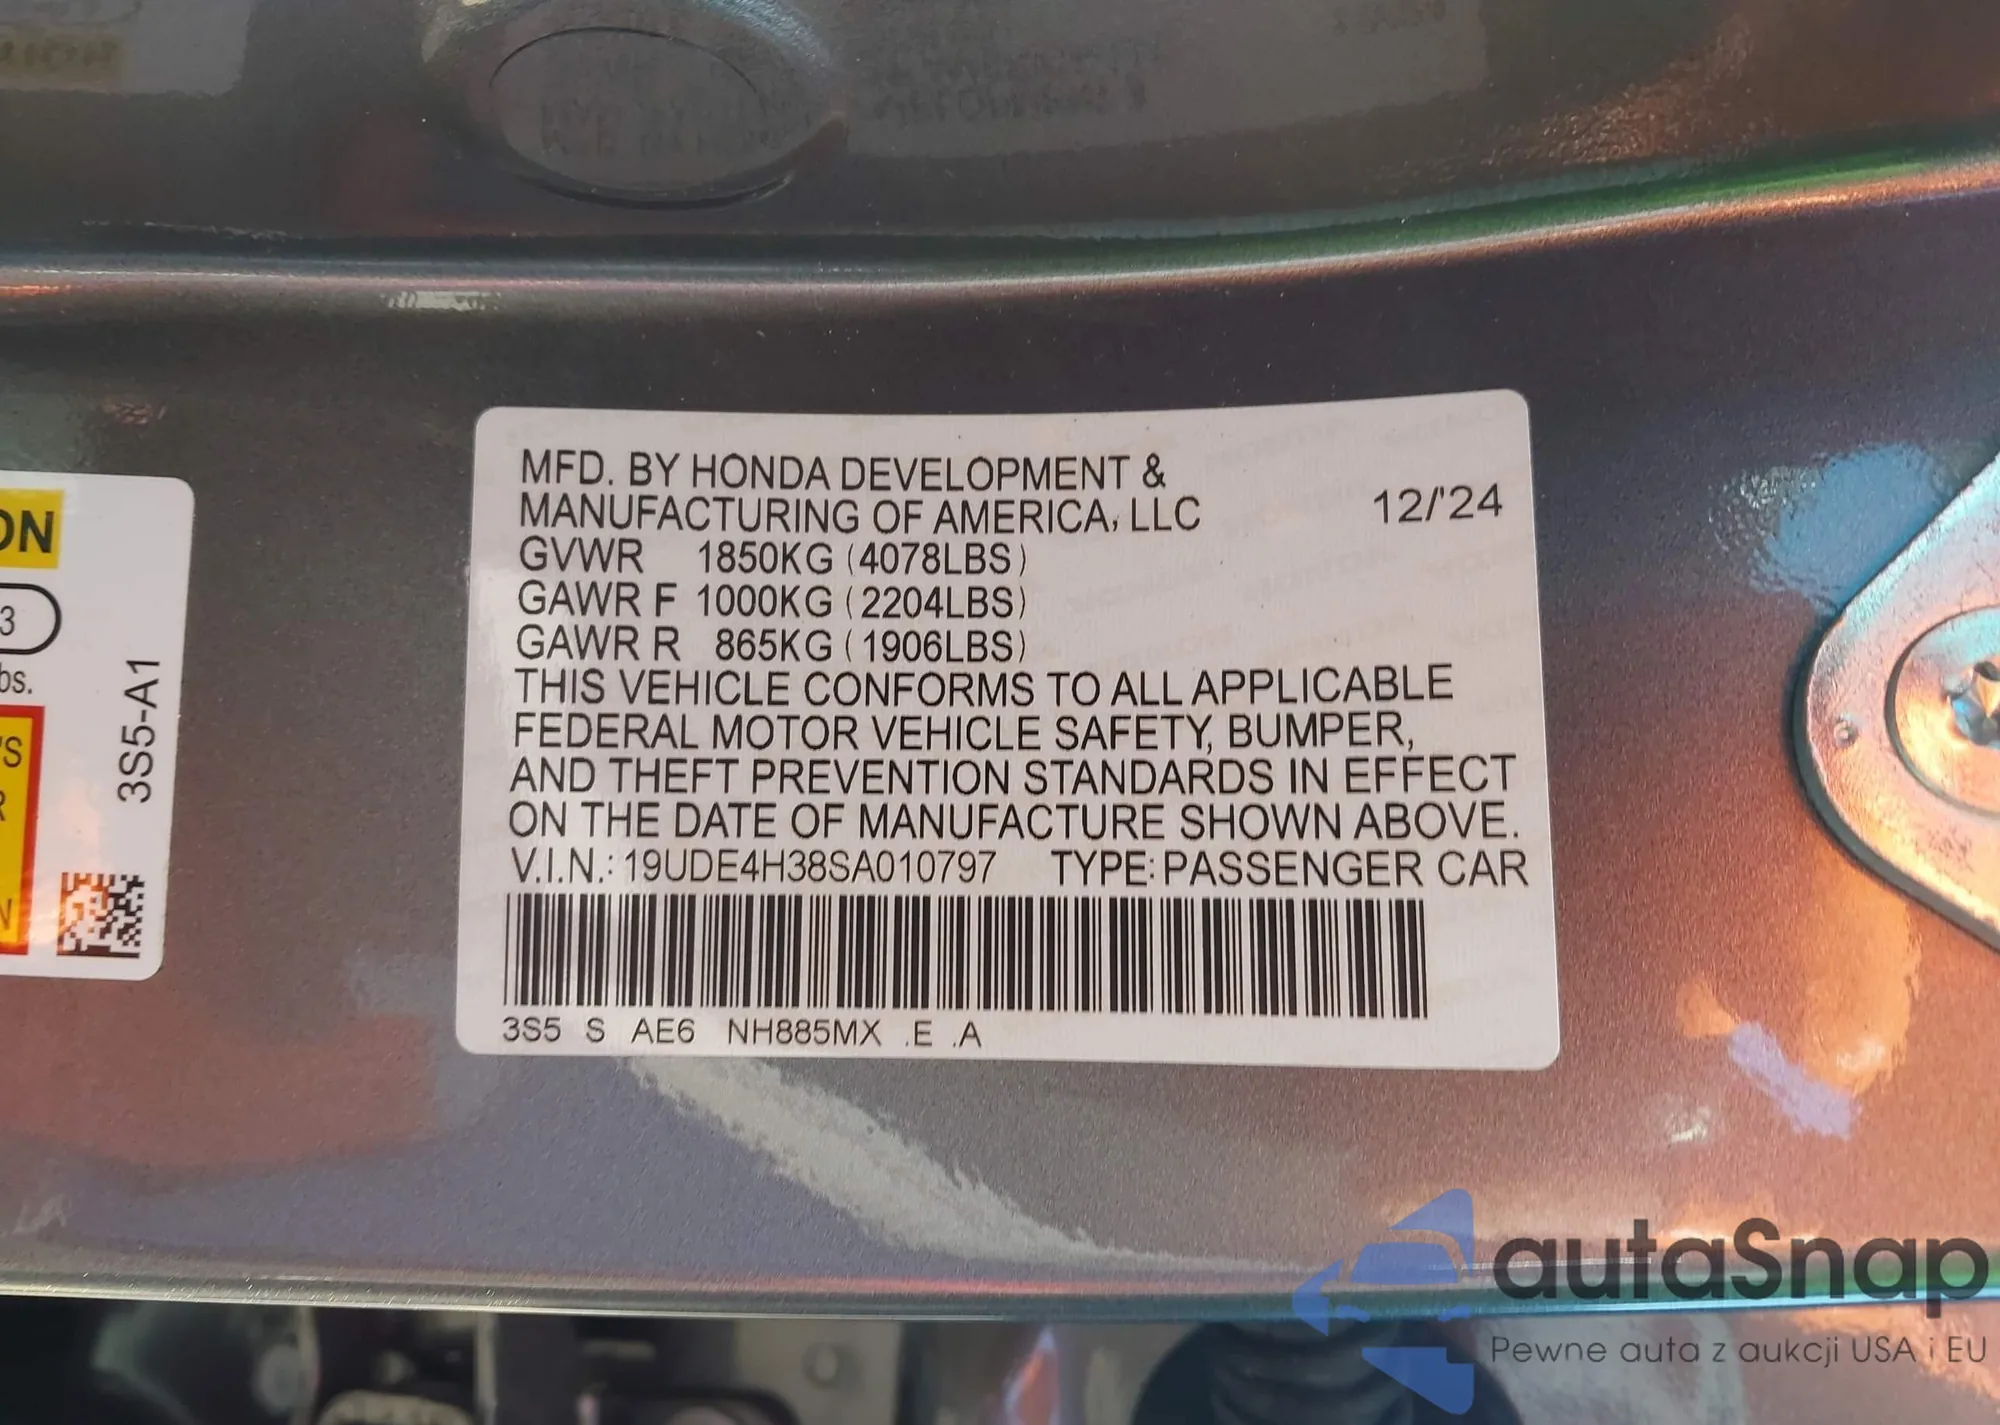 ON
3
bs.
'S
R
N
3S5-A1
MFD. BY HONDA DEVELOPMENT &
MANUFACTURING OF AMERICA, LLC
12/'24
GVWR 1850KG (4078LBS)
GAWR F 1000KG (2204LBS)
GAWR R 865KG (1906LBS)
THIS VEHICLE CONFORMS TO ALL APPLICABLE
FEDERAL MOTOR VEHICLE SAFETY, BUMPER,
AND THEFT PREVENTION STANDARDS IN EFFECT
ON THE DATE OF MANUFACTURE SHOWN ABOVE.
V.I.N.: 19UDE4H38SA010797 TYPE: PASSENGER CAR
3S5 S AE6 NH885MX .E .A
autaSnap
Pewne auta z aukcji USA i EU